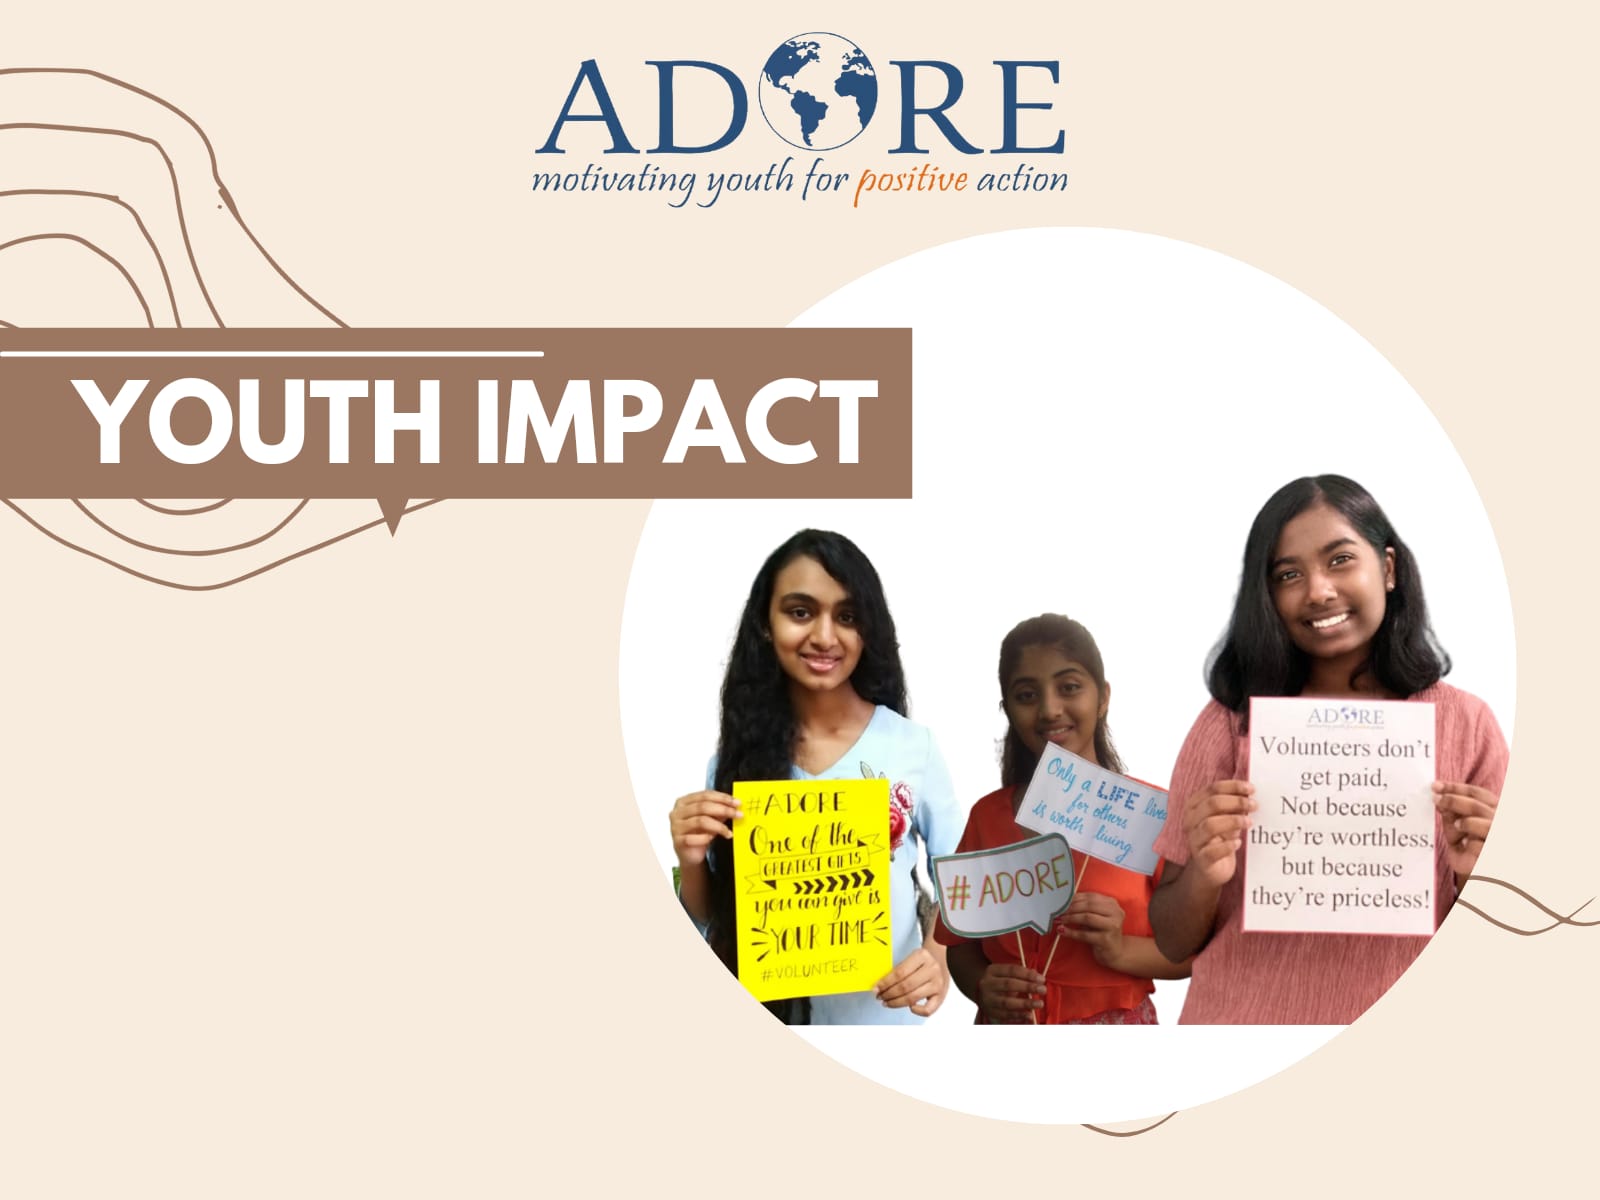 ADORE
motivating youth for positive action
YOUTH IMPACT
#ADORE
One of the
GREATEST GIFTS
you can give is
YOUR TIME
#VOLUNTEER
Only a LIFE lived
for others
is worth living
# ADORE
ADORE
Volunteers don't
get paid,
Not because
they're worthless,
but because
they're priceless!